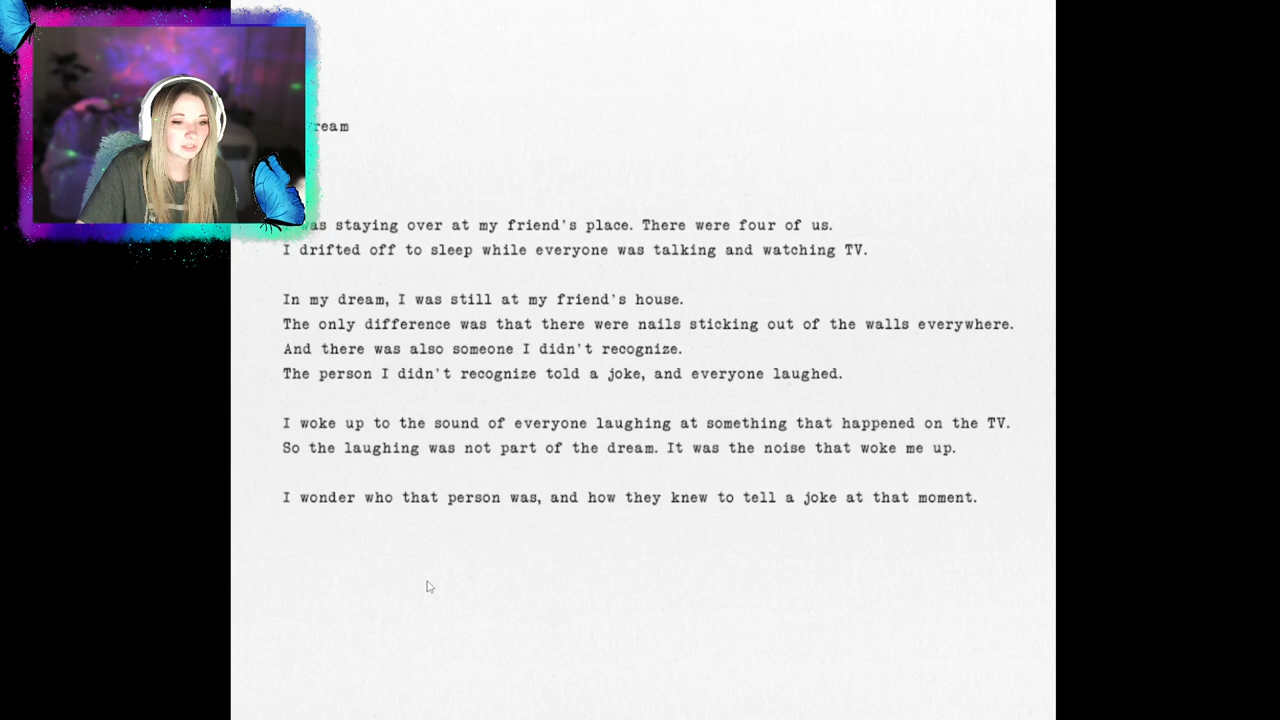 ream
was staying over at my friend's place. There were four of us.
I drifted off to sleep while everyone was talking and watching TV.
In my dream, I was still at my friend's house.
The only difference was that there were nails sticking out of the walls everywhere.
And there was also someone I didn't recognize.
The person I didn't recognize told a joke, and everyone laughed.
I woke up to the sound of everyone laughing at something that happened on the TV.
So the laughing was not part of the dream. It was the noise that woke me up.
I wonder who that person was, and how they knew to tell a joke at that moment.